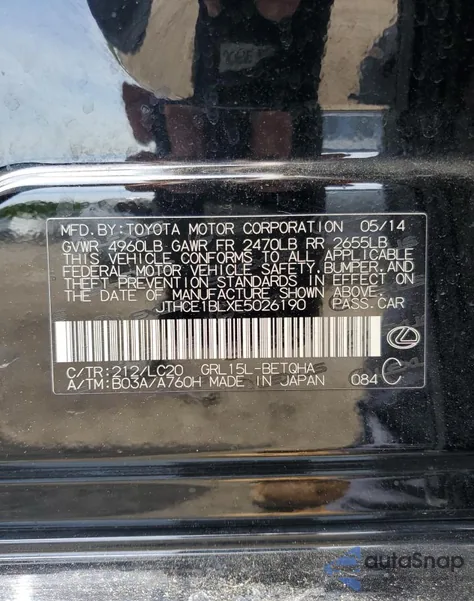 MFD.BY:TOYOTA MOTOR CORPORATION 05/14
GVWR 4960LB GAWR FR 2470LB RR 2655LB
THIS VEHICLE CONFORMS TO ALL APPLICABLE
FEDERAL MOTOR VEHICLE SAFETY,BUMPER,AND
THEFT PREVENTION STANDARDS IN EFFECT ON
THE DATE OF MANUFACTURE SHOWN ABOVE.
JTHCE1BLXE5026190 PASS.CAR
C/TR:212/LC20 GRL15L-BETQHA
A/TM:B03A/A760H MADE IN JAPAN 084 C
autoSnap